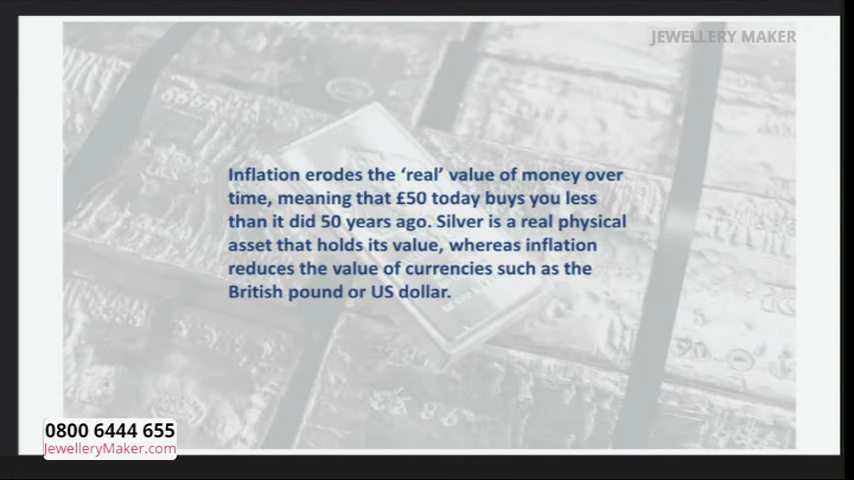 JEWELLERY MAKER
Inflation erodes the ‘real’ value of money over
time, meaning that £50 today buys you less
than it did 50 years ago. Silver is a real physical
asset that holds its value, whereas inflation
reduces the value of currencies such as the
British pound or US dollar.
0800 6444 655
JewelleryMaker.com